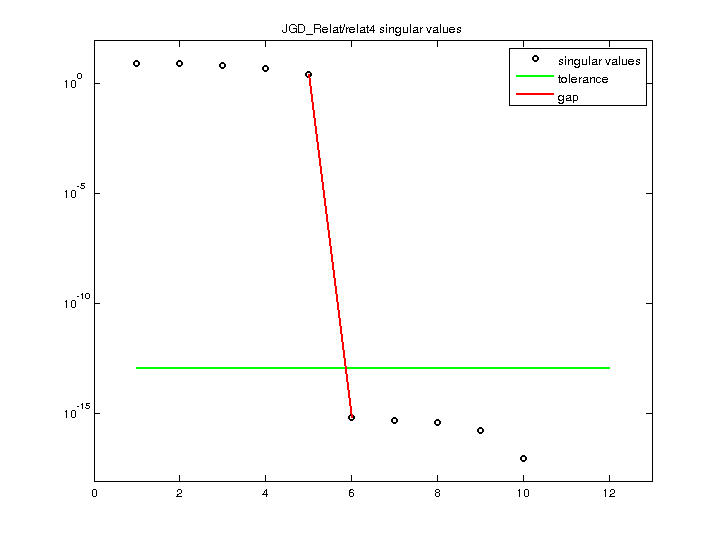 JGD_Relat/relat4 singular values
singular values
tolerance
gap
10^0
10^-5
10^-10
10^-15
0 2 4 6 8 10 12